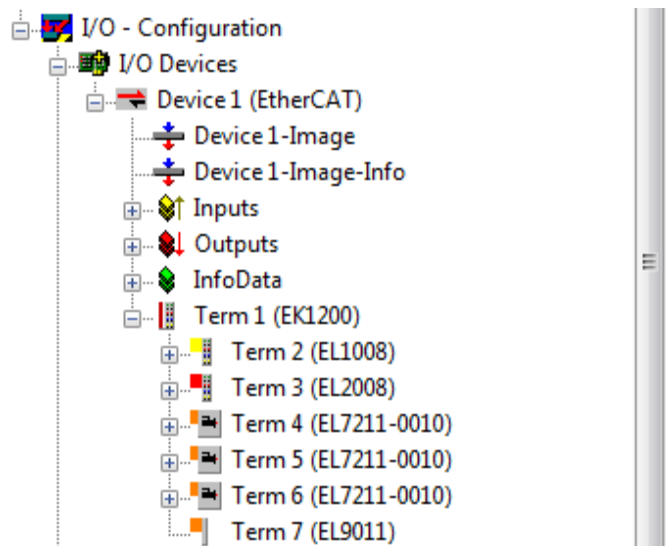 I/O - Configuration
I/O Devices
Device 1 (EtherCAT)
Device 1-Image
Device 1-Image-Info
Inputs
Outputs
InfoData
Term 1 (EK1200)
Term 2 (EL1008)
Term 3 (EL2008)
Term 4 (EL7211-0010)
Term 5 (EL7211-0010)
Term 6 (EL7211-0010)
Term 7 (EL9011)